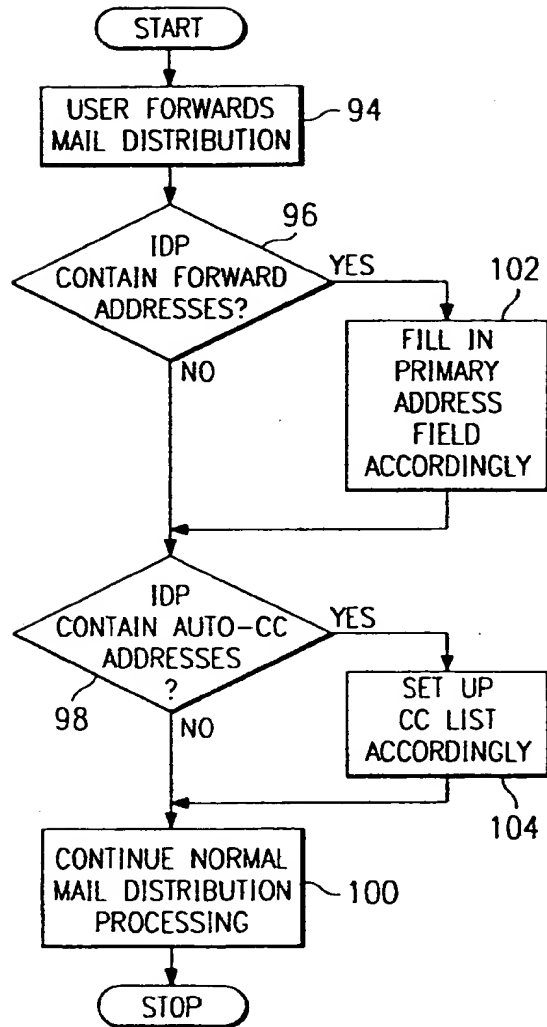 START
USER FORWARDS
MAIL DISTRIBUTION
94
96
IDP
CONTAIN FORWARD
ADDRESSES?
YES
NO
102
FILL IN
PRIMARY
ADDRESS
FIELD
ACCORDINGLY
IDP
CONTAIN AUTO-CC
ADDRESSES
?
YES
98
NO
SET UP
CC LIST
ACCORDINGLY
104
CONTINUE NORMAL
MAIL DISTRIBUTION
PROCESSING
100
STOP